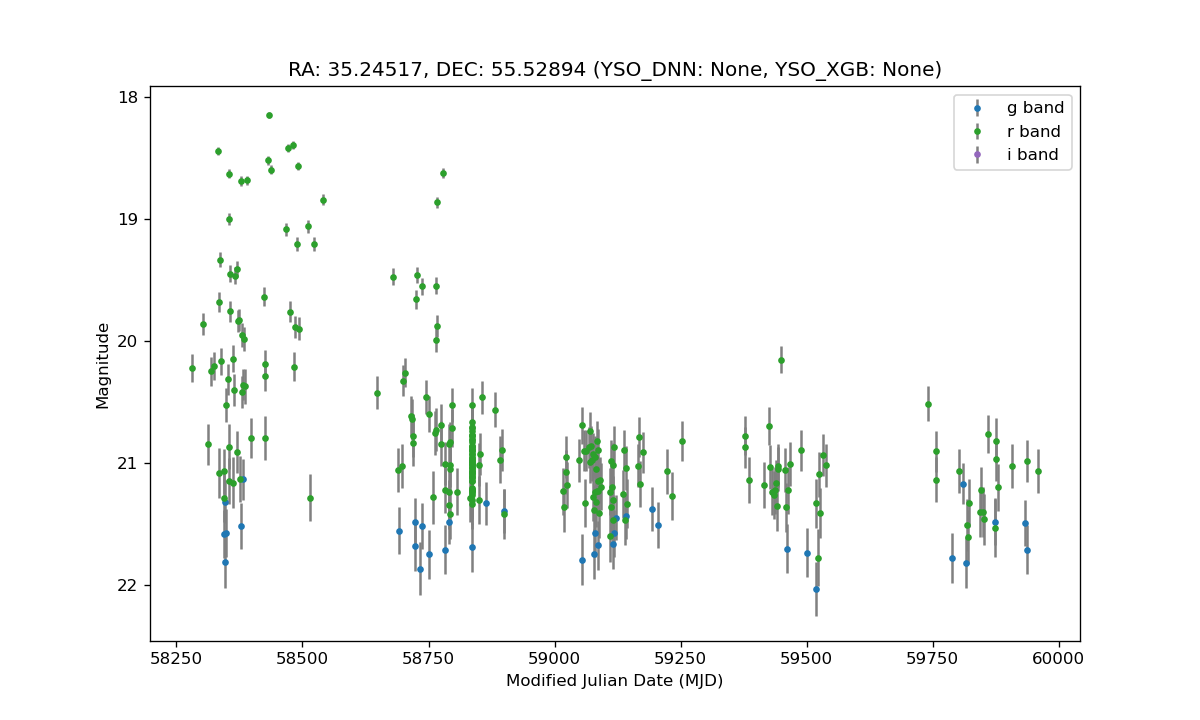 RA: 35.24517, DEC: 55.52894 (YSO_DNN: None, YSO_XGB: None)
g band
r band
i band
18
19
20
21
22
Magnitude
58250 58500 58750 59000 59250 59500 59750 60000
Modified Julian Date (MJD)